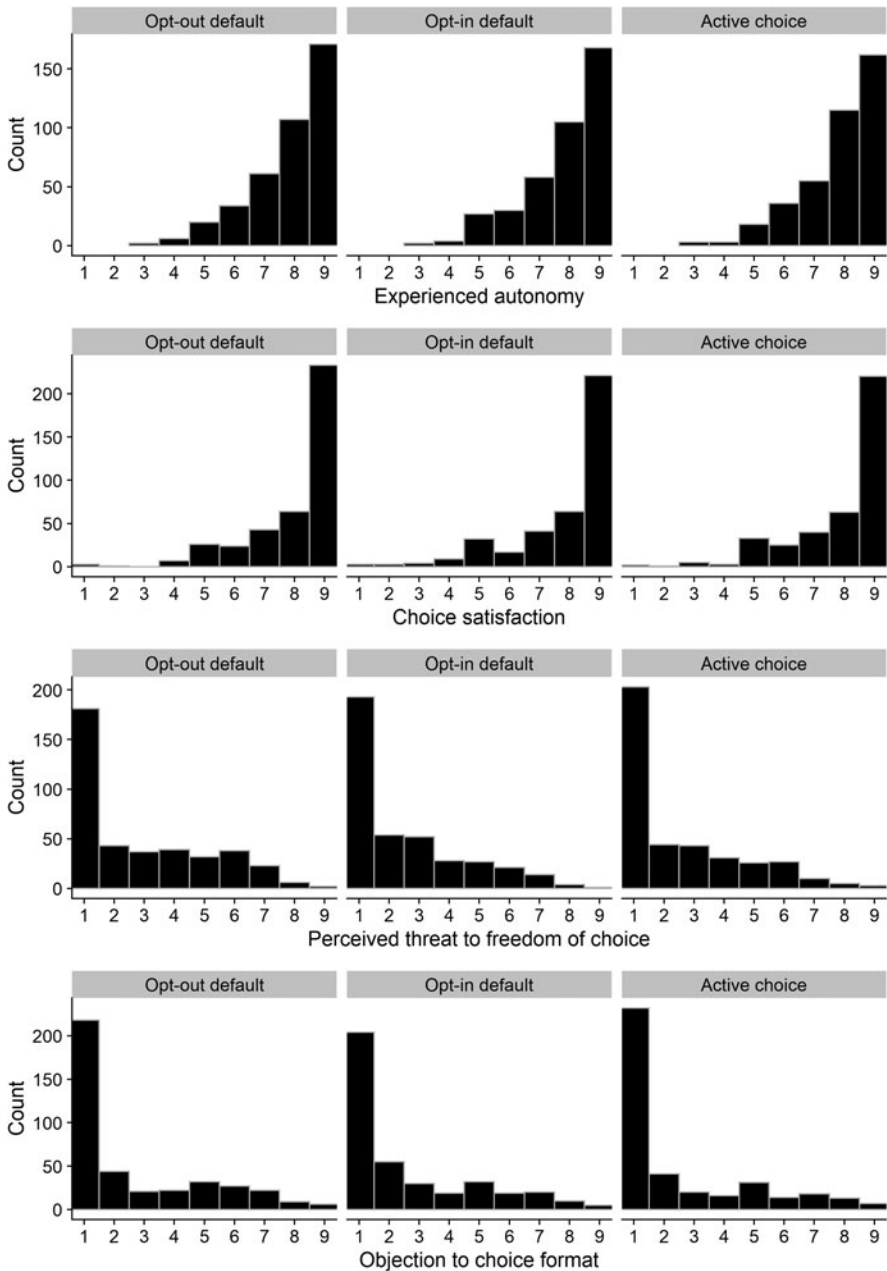 Opt-out default Opt-in default Active choice
150
100
50
0
Count
1 2 3 4 5 6 7 8 9 1 2 3 4 5 6 7 8 9 1 2 3 4 5 6 7 8 9
Experienced autonomy
Opt-out default Opt-in default Active choice
200
150
100
50
0
Count
1 2 3 4 5 6 7 8 9 1 2 3 4 5 6 7 8 9 1 2 3 4 5 6 7 8 9
Choice satisfaction
Opt-out default Opt-in default Active choice
200
150
100
50
0
Count
1 2 3 4 5 6 7 8 9 1 2 3 4 5 6 7 8 9 1 2 3 4 5 6 7 8 9
Perceived threat to freedom of choice
Opt-out default Opt-in default Active choice
200
150
100
50
0
Count
1 2 3 4 5 6 7 8 9 1 2 3 4 5 6 7 8 9 1 2 3 4 5 6 7 8 9
Objection to choice format